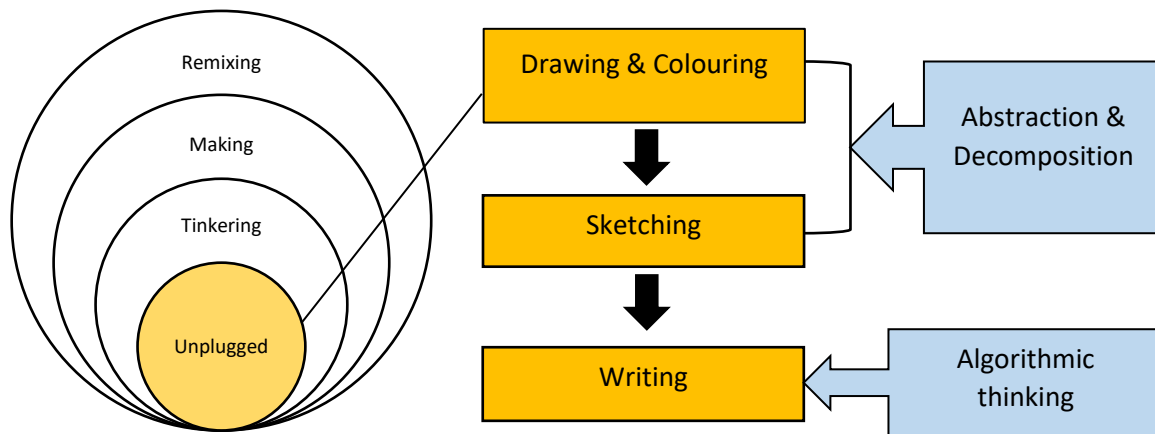 Remixing
Making
Tinkering
Unplugged
Drawing & Colouring
Sketching
Writing
Abstraction &
Decomposition
Algorithmic
thinking